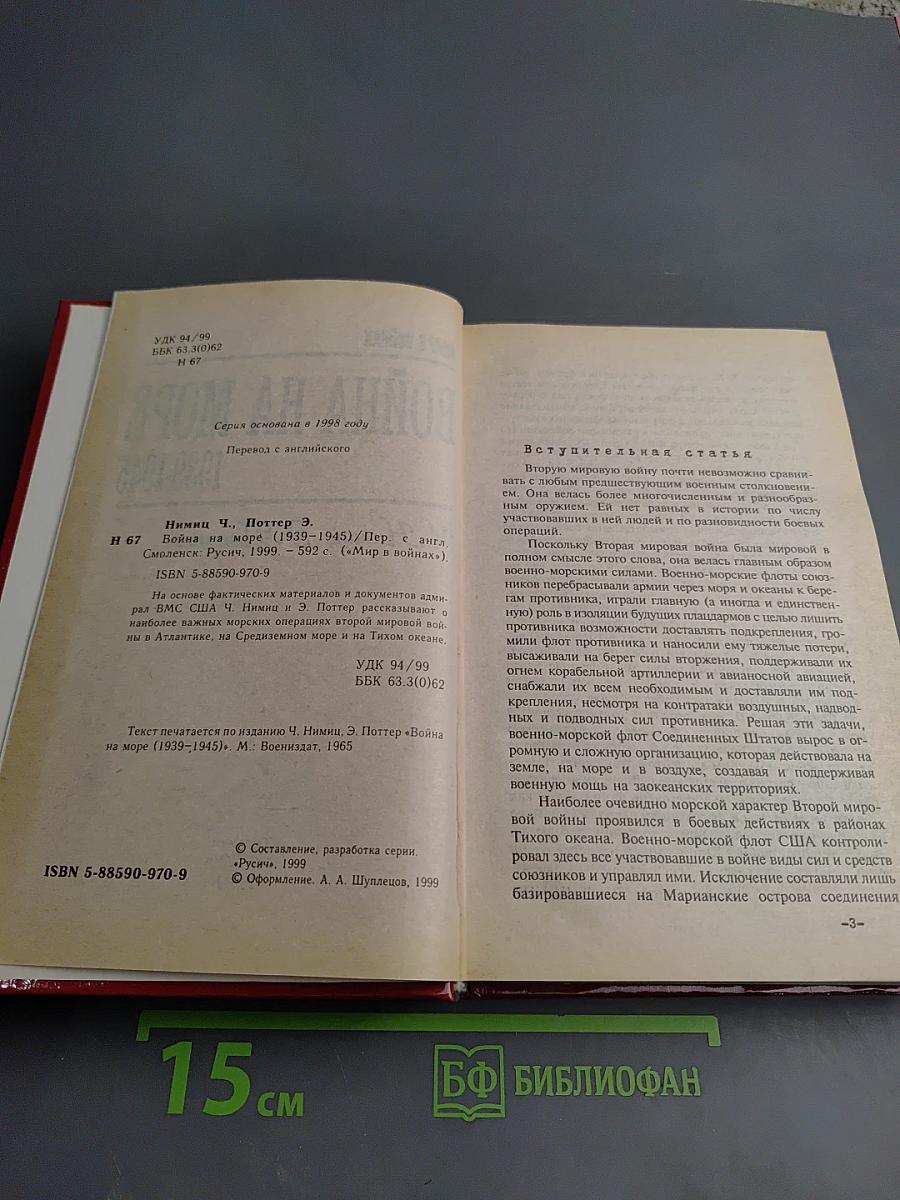 УДК 94/99
ББК 63.3(0)62
Н 67
Серия основана в 1998 году
Перевод с английского
Нимиц Ч., Поттер Э.
Н 67 Война на море (1939–1945)/Пер. с англ.
Смоленск: Русич, 1999. – 592 с. («Мир в войнах»).
ISBN 5-88590-970-9
На основе фактических материалов и документов адми-
рал ВМС США Ч. Нимиц и Э. Поттер рассказывают о
наиболее важных морских операциях второй мировой вой-
ны в Атлантике, на Средиземном море и на Тихом океане.
УДК 94/99
ББК 63.3(0)62
Текст печатается по изданию Ч. Нимиц, Э. Поттер «Война
на море (1939–1945)». М.: Воениздат, 1965
© Составление, разработка серии.
«Русич», 1999
ISBN 5-88590-970-9
© Оформление. А. А. Шуплецов, 1999
Вступительная статья
Вторую мировую войну почти невозможно сравни-
вать с любым предшествующим военным столкновени-
ем. Она велась более многочисленным и разнообраз-
ным оружием. Ей нет равных в истории по числу
участвовавших в ней людей и по разновидности боевых
операций.
Поскольку Вторая мировая война была мировой в
полном смысле этого слова, она велась главным образом
военно-морскими силами. Военно-морские флоты союз-
ников перебрасывали армии через моря и океаны к бере-
гам противника, играли главную (а иногда и единствен-
ную) роль в изоляции будущих плацдармов с целью лишить
противника возможности доставлять подкрепления, гро-
мили флот противника и наносили ему тяжелые потери,
высаживали на берег силы вторжения, поддерживали их
огнем корабельной артиллерии и авианосной авиацией,
снабжали их всем необходимым и доставляли им под-
крепления, несмотря на контратаки воздушных, надвод-
ных и подводных сил противника. Решая эти задачи,
военно-морской флот Соединенных Штатов вырос в ог-
ромную и сложную организацию, которая действовала на
земле, на море и в воздухе, создавая и поддерживая
военную мощь на заокеанских территориях.
Наиболее очевидно морской характер Второй миро-
вой войны проявился в боевых действиях в районах
Тихого океана. Военно-морской флот США контроли-
ровал здесь все участвовавшие в войне виды сил и средств
союзников и управлял ими. Исключение составляли лишь
базировавшиеся на Марианские острова соединения
–3–
15 см
БФ БИБЛИОФАН